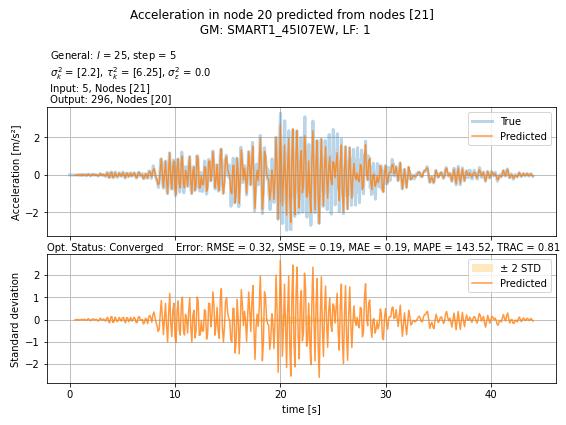 Acceleration in node 20 predicted from nodes [21]
GM: SMART1_45I07EW, LF: 1
General: l = 25, step = 5
σ²ₖ = [2.2], τ²ₖ = [6.25], σ²ε = 0.0
Input: 5, Nodes [21]
Output: 296, Nodes [20]
Acceleration [m/s²]
2
0
−2
True
Predicted
Opt. Status: Converged Error: RMSE = 0.32, SMSE = 0.19, MAE = 0.19, MAPE = 143.52, TRAC = 0.81
Standard deviation
2
1
0
−1
−2
± 2 STD
Predicted
0 10 20 30 40
time [s]